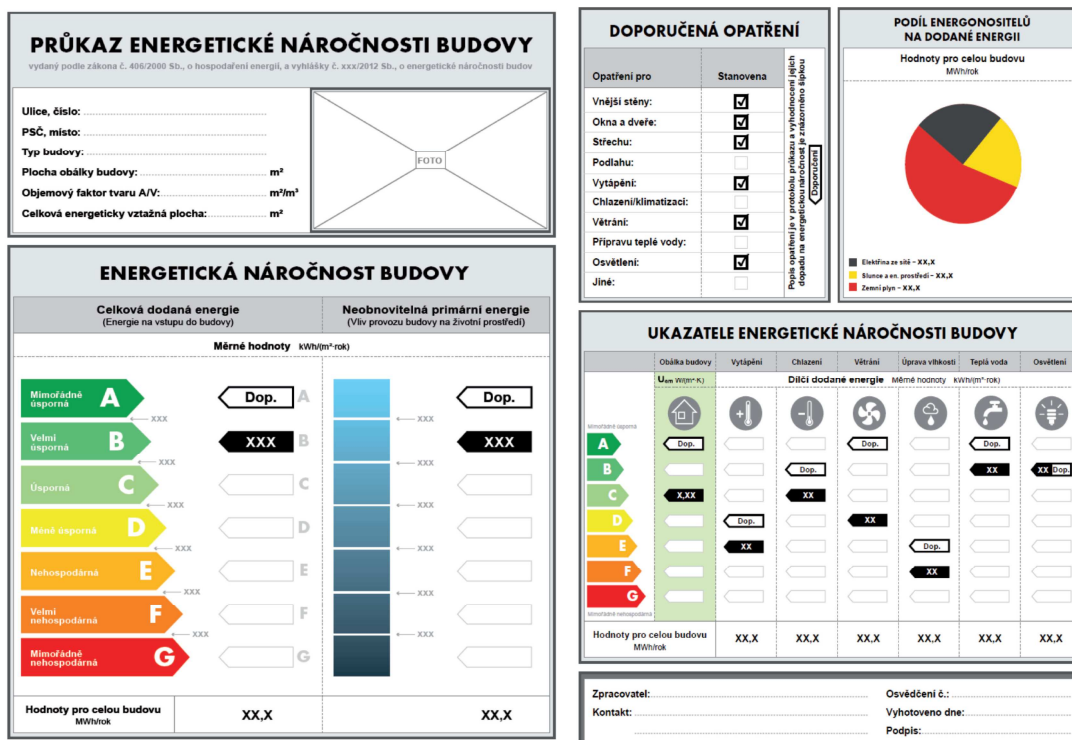 PRŮKAZ ENERGETICKÉ NÁROČNOSTI BUDOVY
vydaný podle zákona č. 406/2000 Sb., o hospodaření energií, a vyhlášky č. xxx/2012 Sb., o energetické náročnosti budov
Ulice, číslo:
PSČ, místo:
Typ budovy:
Plocha obálky budovy: m²
Objemový faktor tvaru A/V: m²/m³
Celková energeticky vztažná plocha: m²
FOTO
ENERGETICKÁ NÁROČNOST BUDOVY
Celková dodaná energie
(Energie na vstupu do budovy)
Neobnovitelná primární energie
(Vliv provozu budovy na životní prostředí)
Měrné hodnoty kWh/(m²·rok)
Mimořádně úsporná A Dop. A Dop.
XXX XXX
Velmi úsporná B XXX B XXX
XXX XXX
Úsporná C C
XXX XXX
Méně úsporná D D
XXX XXX
Nehospodárná E E
XXX XXX
Velmi nehospodárná F F
XXX XXX
Mimořádně nehospodárná G G
Hodnoty pro celou budovu
MWh/rok
XX,X XX,X
DOPORUČENÁ OPATŘENÍ
Opatření pro Stanovena
Vnější stěny:
Okna a dveře:
Střechu:
Podlahu:
Vytápění:
Chlazení/klimatizaci:
Větrání:
Přípravu teplé vody:
Osvětlení:
Jiné:
Popis opatření je v protokolu průkazu a vyhodnocení jejich
dopadu na energetickou náročnost je znázorněno šipkou
Doporučení
PODÍL ENERGONOSITELŮ
NA DODANÉ ENERGII
Hodnoty pro celou budovu
MWh/rok
Elektřina ze sítě – XX,X
Slunce a en. prostředí – XX,X
Zemní plyn – XX,X
UKAZATELE ENERGETICKÉ NÁROČNOSTI BUDOVY
Obálka budovy Vytápění Chlazení Větrání Úprava vlhkosti Teplá voda Osvětlení
Uem W/(m²·K) Dílčí dodané energie Měrné hodnoty kWh/(m²·rok)
Mimořádně úsporná
A Dop. Dop. Dop.
B Dop. XX XX Dop.
C X,XX XX
D Dop. XX
E XX Dop.
F XX
G
Mimořádně nehospodárná
Hodnoty pro celou budovu
MWh/rok
XX,X XX,X XX,X XX,X XX,X XX,X
Zpracovatel: Osvědčení č.:
Kontakt: Vyhotoveno dne:
Podpis: